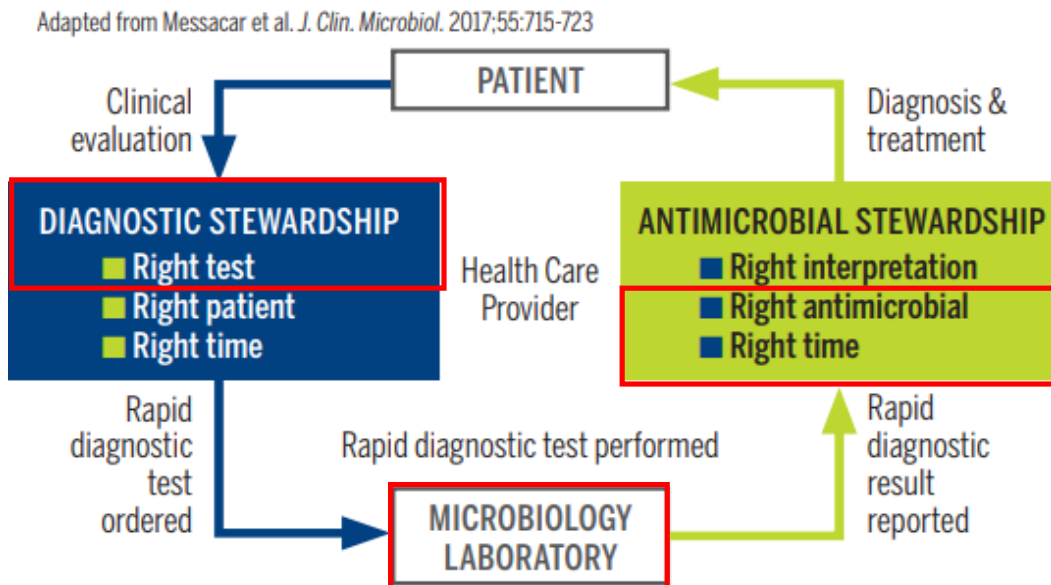 Adapted from Messacar et al. J. Clin. Microbiol. 2017;55:715-723
PATIENT
Clinical
evaluation
Diagnosis &
treatment
DIAGNOSTIC STEWARDSHIP
Right test
Right patient
Right time
Health Care
Provider
ANTIMICROBIAL STEWARDSHIP
Right interpretation
Right antimicrobial
Right time
Rapid
diagnostic
test
ordered
Rapid diagnostic test performed
MICROBIOLOGY
LABORATORY
Rapid
diagnostic
result
reported